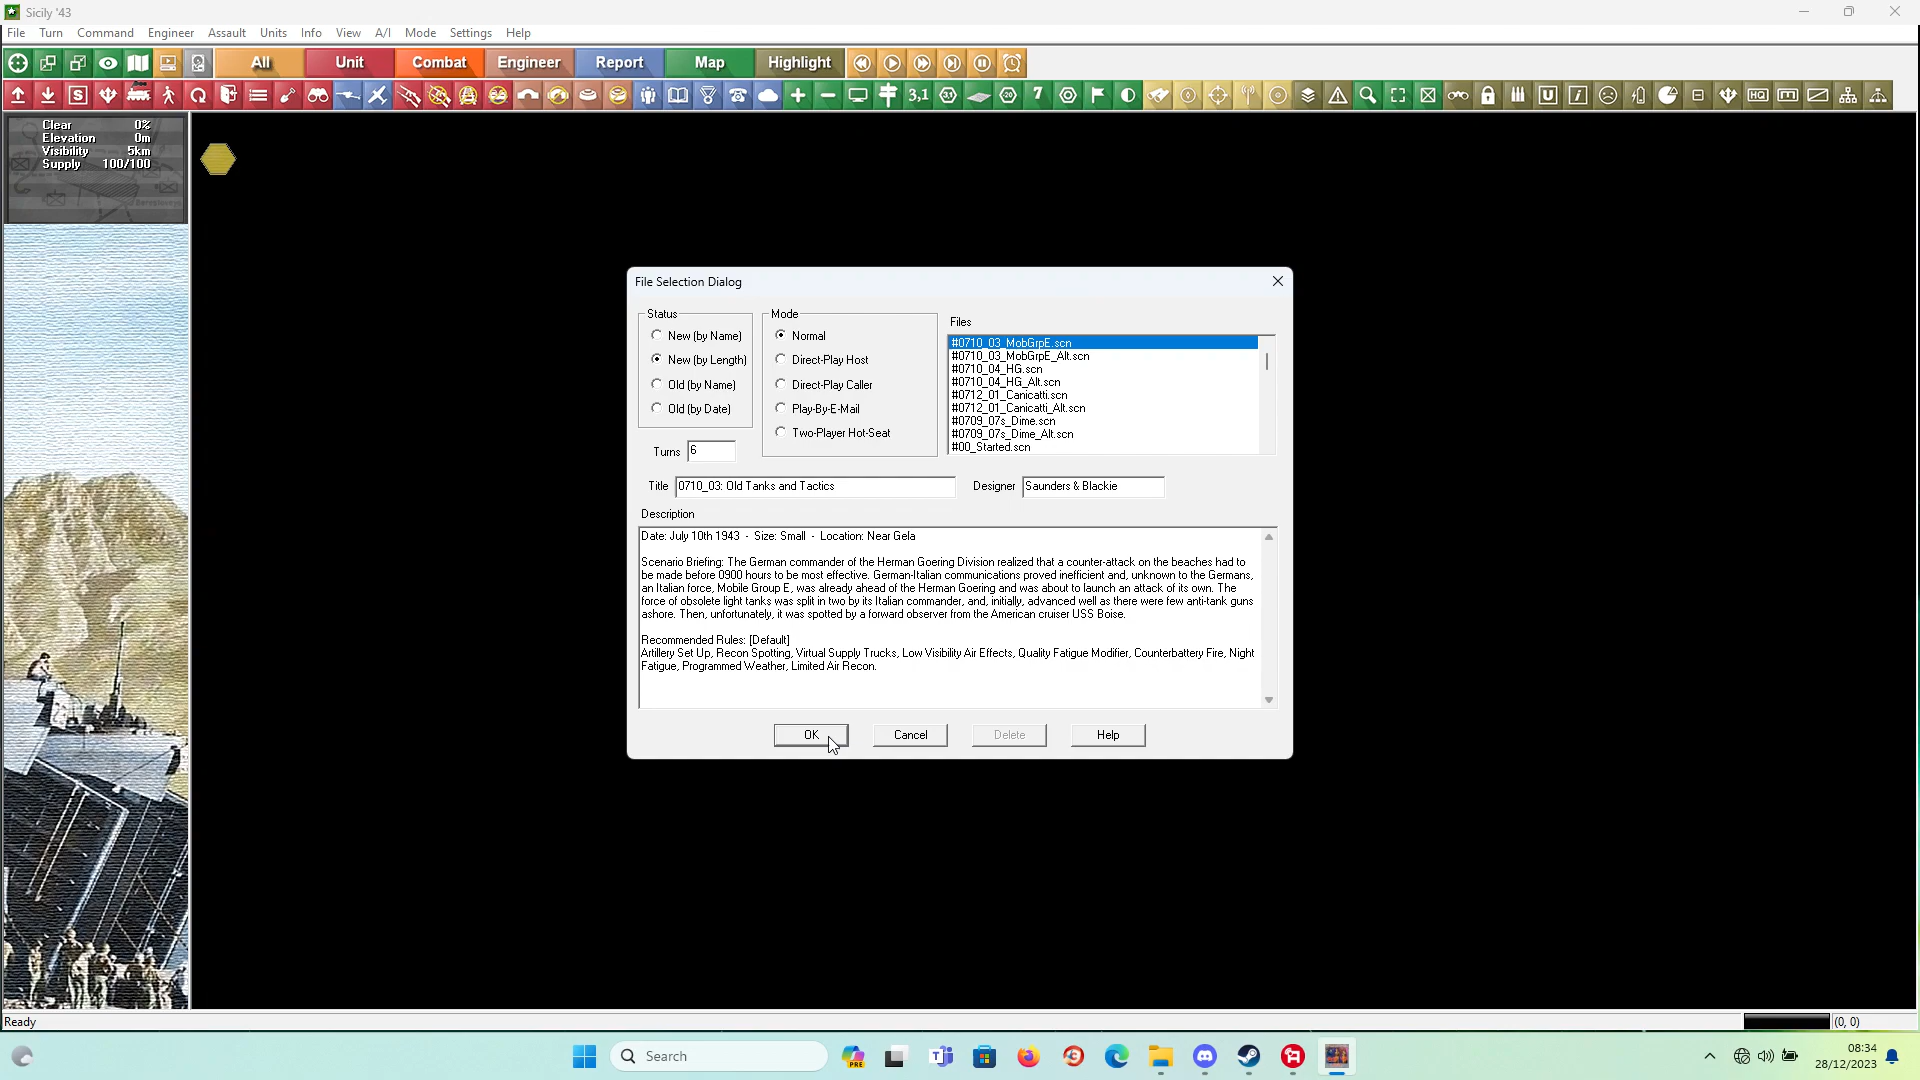 Sicily '43
File Turn Command Engineer Assault Units Info View A/I Mode Settings Help
All Unit Combat Engineer Report Map Highlight
3,1 7 HQ
Clear 0%
Elevation 0m
Visibility 5km
Supply 100/100
File Selection Dialog
Status
New (by Name)
New (by Length)
Old (by Name)
Old (by Date)
Turns 6
Mode
Normal
Direct-Play Host
Direct-Play Caller
Play-By-E-Mail
Two-Player Hot-Seat
Files
#0710_03_MobGrpE.scn
#0710_03_MobGrpE_Alt.scn
#0710_04_HG.scn
#0710_04_HG_Alt.scn
#0712_01_Canicatti.scn
#0712_01_Canicatti_Alt.scn
#0709_07s_Dime.scn
#0709_07s_Dime_Alt.scn
#00_Started.scn
Title 0710_03: Old Tanks and Tactics Designer Saunders & Blackie
Description
Date: July 10th 1943 - Size: Small - Location: Near Gela
Scenario Briefing: The German commander of the Herman Goering Division realized that a counter-attack on the beaches had to
be made before 0900 hours to be most effective. German-Italian communications proved inefficient and, unknown to the Germans,
an Italian force, Mobile Group E, was already ahead of the Herman Goering and was about to launch an attack of its own. The
force of obsolete light tanks was split in two by its Italian commander, and, initially, advanced well as there were few anti-tank guns
ashore. Then, unfortunately, it was spotted by a forward observer from the American cruiser USS Boise.
Recommended Rules: [Default]
Artillery Set Up, Recon Spotting, Virtual Supply Trucks, Low Visibility Air Effects, Quality Fatigue Modifier, Counterbattery Fire, Night
Fatigue, Programmed Weather, Limited Air Recon.
OK Cancel Delete Help
Ready (0, 0)
Search
08:34
28/12/2023